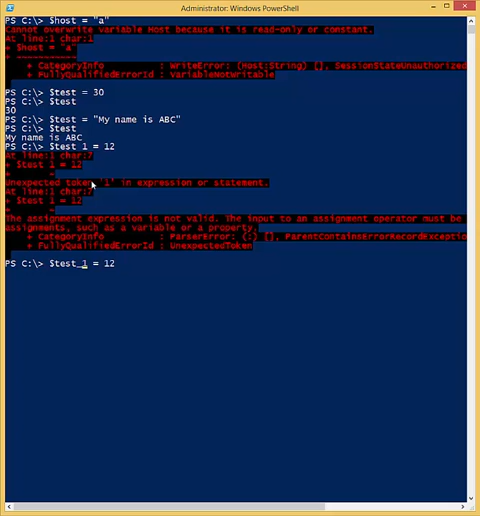 Administrator: Windows PowerShell
PS C:\> $host = "a"
Cannot overwrite variable Host because it is read-only or constant.
At line:1 char:1
+ $host = "a"
+ ~~~~~~~~~~~
+ CategoryInfo : WriteError: (Host:String) [], SessionStateUnauthorized
+ FullyQualifiedErrorId : VariableNotWritable
PS C:\> $test = 30
PS C:\> $test
30
PS C:\> $test = "My name is ABC"
PS C:\> $test
My name is ABC
PS C:\> $test 1 = 12
At line:1 char:7
+ $test 1 = 12
+ ~
Unexpected token '1' in expression or statement.
At line:1 char:7
+ $test 1 = 12
+ ~
The assignment expression is not valid. The input to an assignment operator must be
assignments, such as a variable or a property.
+ CategoryInfo : ParserError: (:) [], ParentContainsErrorRecordExceptio
+ FullyQualifiedErrorId : UnexpectedToken
PS C:\> $test_1 = 12